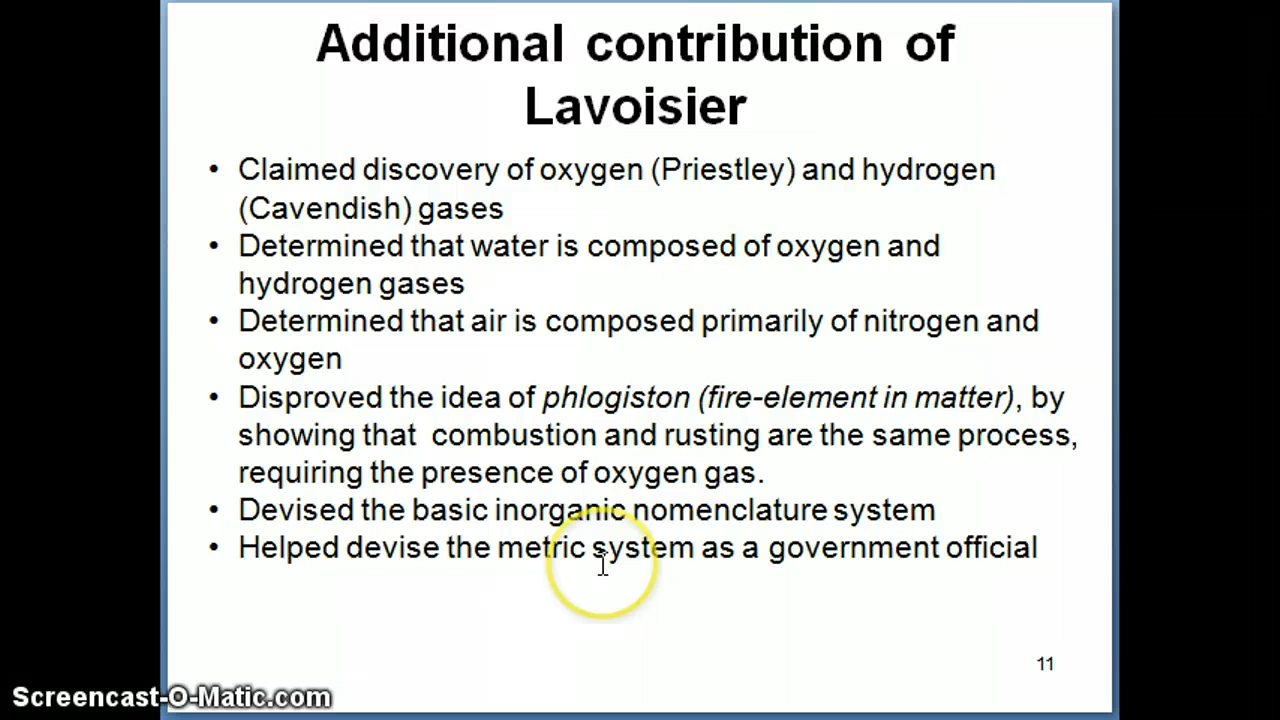 Additional contribution of
Lavoisier
• Claimed discovery of oxygen (Priestley) and hydrogen
(Cavendish) gases
• Determined that water is composed of oxygen and
hydrogen gases
• Determined that air is composed primarily of nitrogen and
oxygen
• Disproved the idea of phlogiston (fire-element in matter), by
showing that combustion and rusting are the same process,
requiring the presence of oxygen gas.
• Devised the basic inorganic nomenclature system
• Helped devise the metric system as a government official
11
Screencast-O-Matic.com